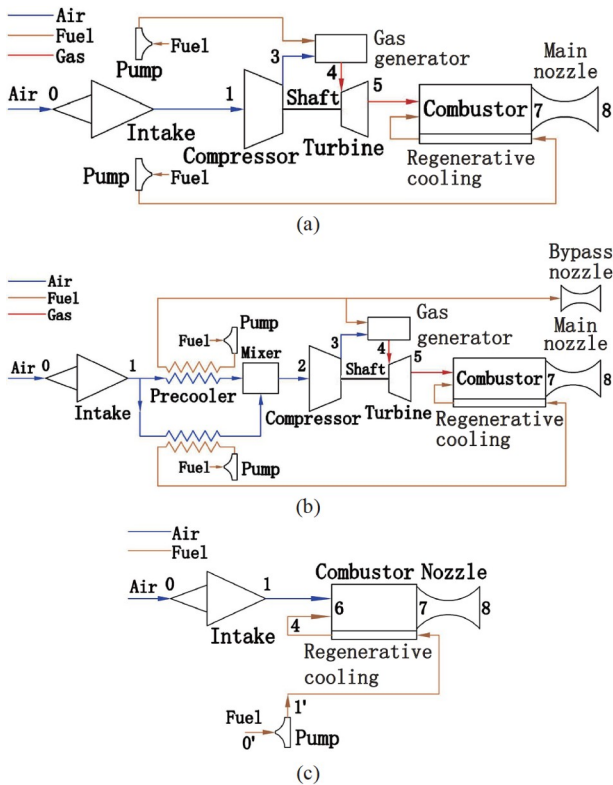 Air
Fuel
Gas
Fuel
Pump
3
4
Gas
generator
5
Main
nozzle
Air 0
1
Shaft
Combustor
7
8
Intake
Compressor
Turbine
Regenerative
cooling
Pump
Fuel
(a)
Air
Fuel
Gas
Bypass
nozzle
Main
nozzle
Fuel
Pump
Mixer
3
4
Gas
generator
5
Air 0
1
2
Precooler
Shaft
Combustor
7
8
Intake
Compressor
Turbine
Regenerative
cooling
Fuel
Pump
(b)
Air
Fuel
Air 0
1
Combustor Nozzle
6
7
8
4
Intake
Regenerative
cooling
Fuel
0'
1'
Pump
(c)